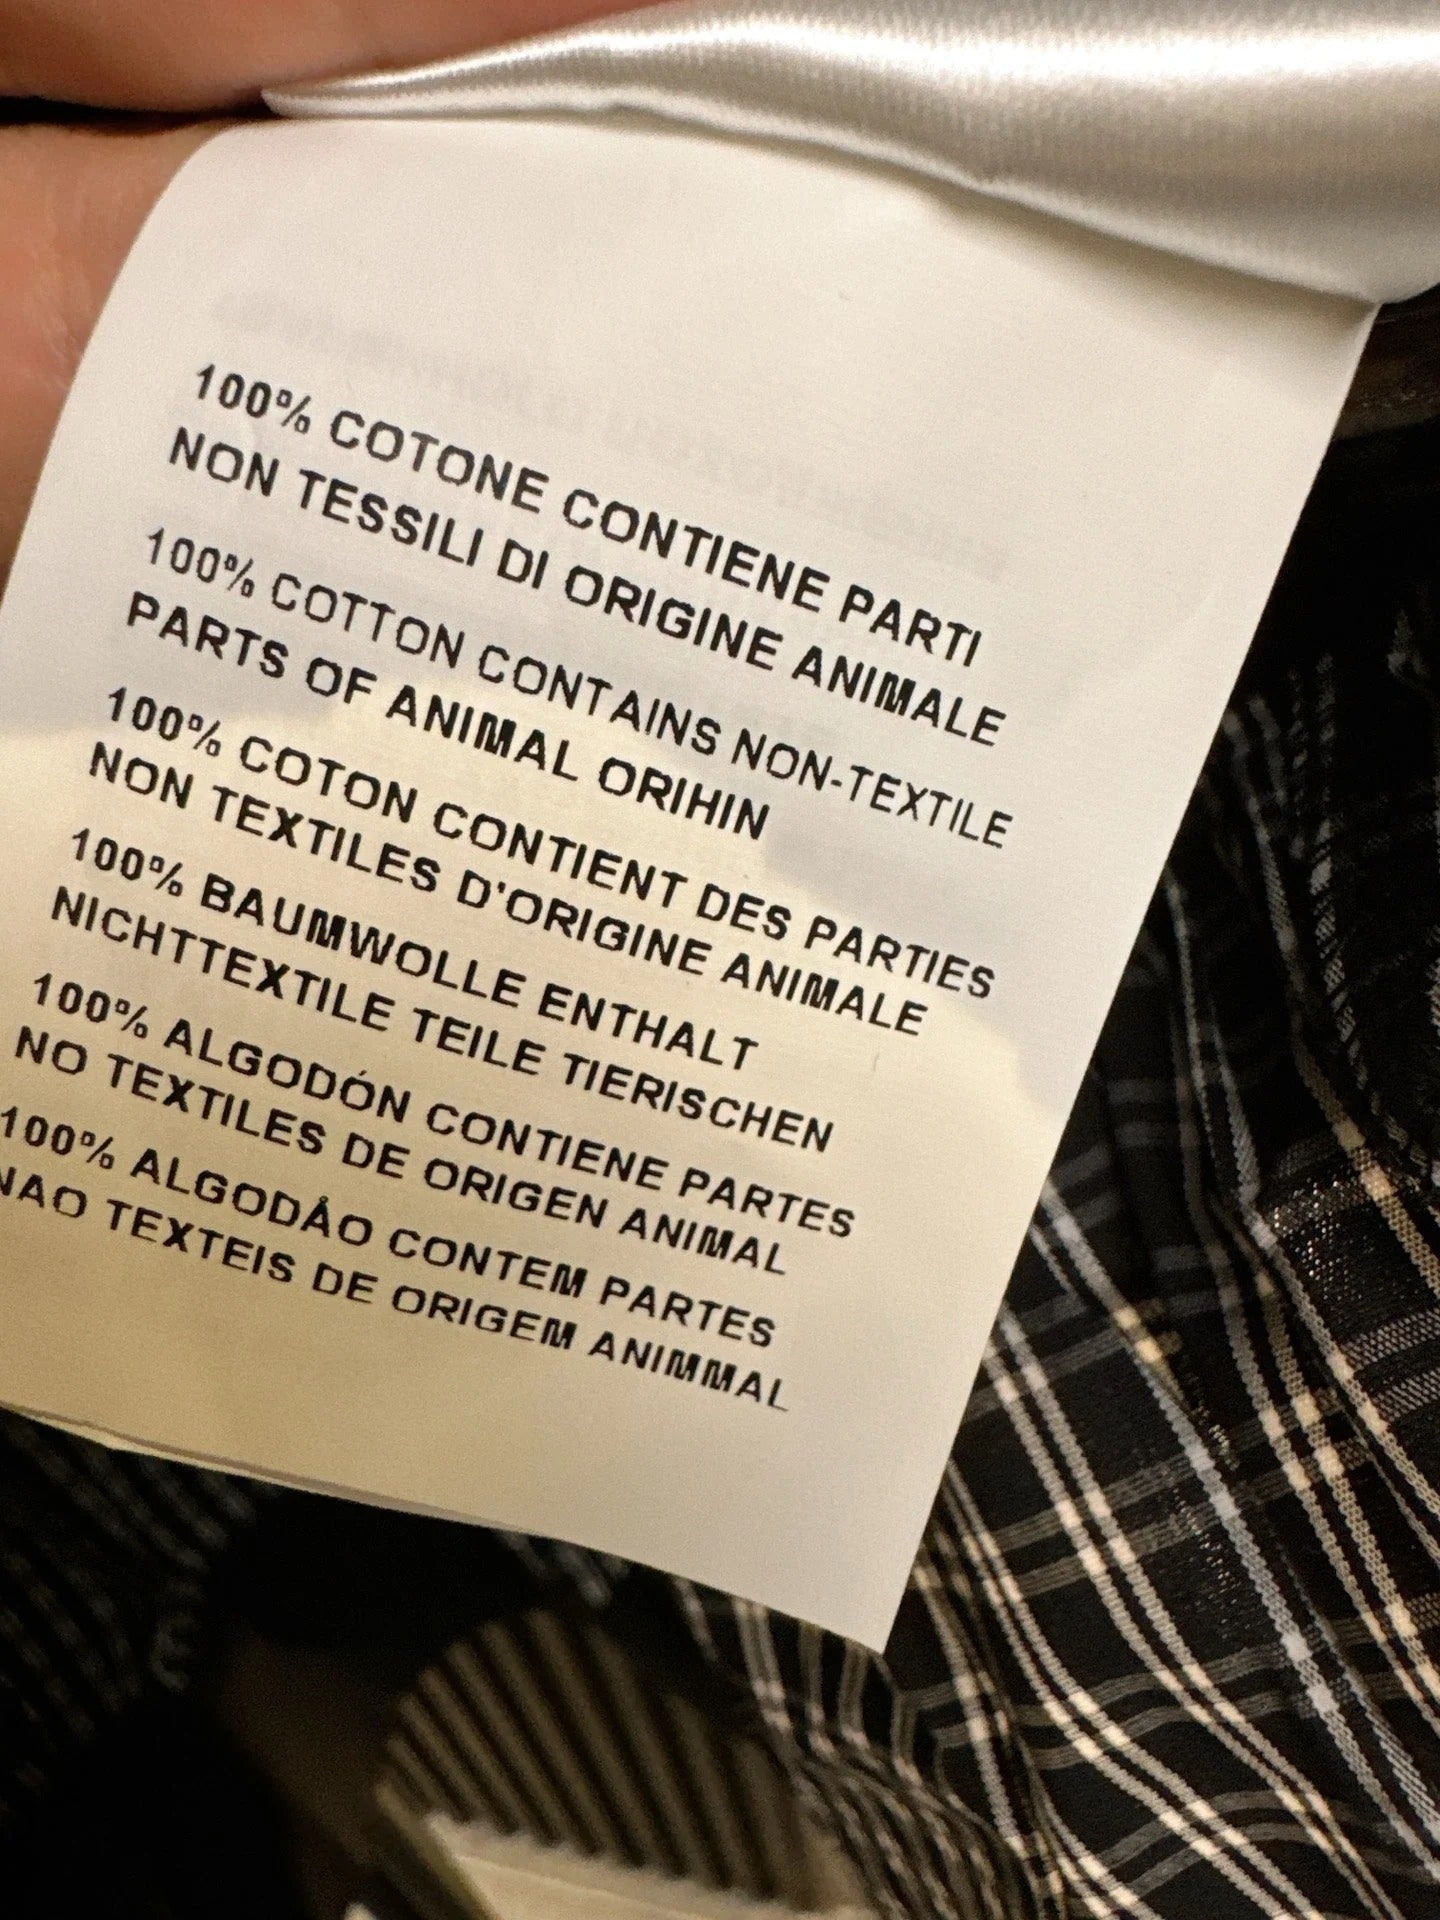 100% COTONE CONTIENE PARTI
NON TESSILI DI ORIGINE ANIMALE
100% COTTON CONTAINS NON-TEXTILE
PARTS OF ANIMAL ORIHIN
100% COTON CONTIENT DES PARTIES
NON TEXTILES D'ORIGINE ANIMALE
100% BAUMWOLLE ENTHALT
NICHTTEXTILE TEILE TIERISCHEN
100% ALGODÓN CONTIENE PARTES
NO TEXTILES DE ORIGEN ANIMAL
100% ALGODÅO CONTEM PARTES
NAO TEXTEIS DE ORIGEM ANIMMAL